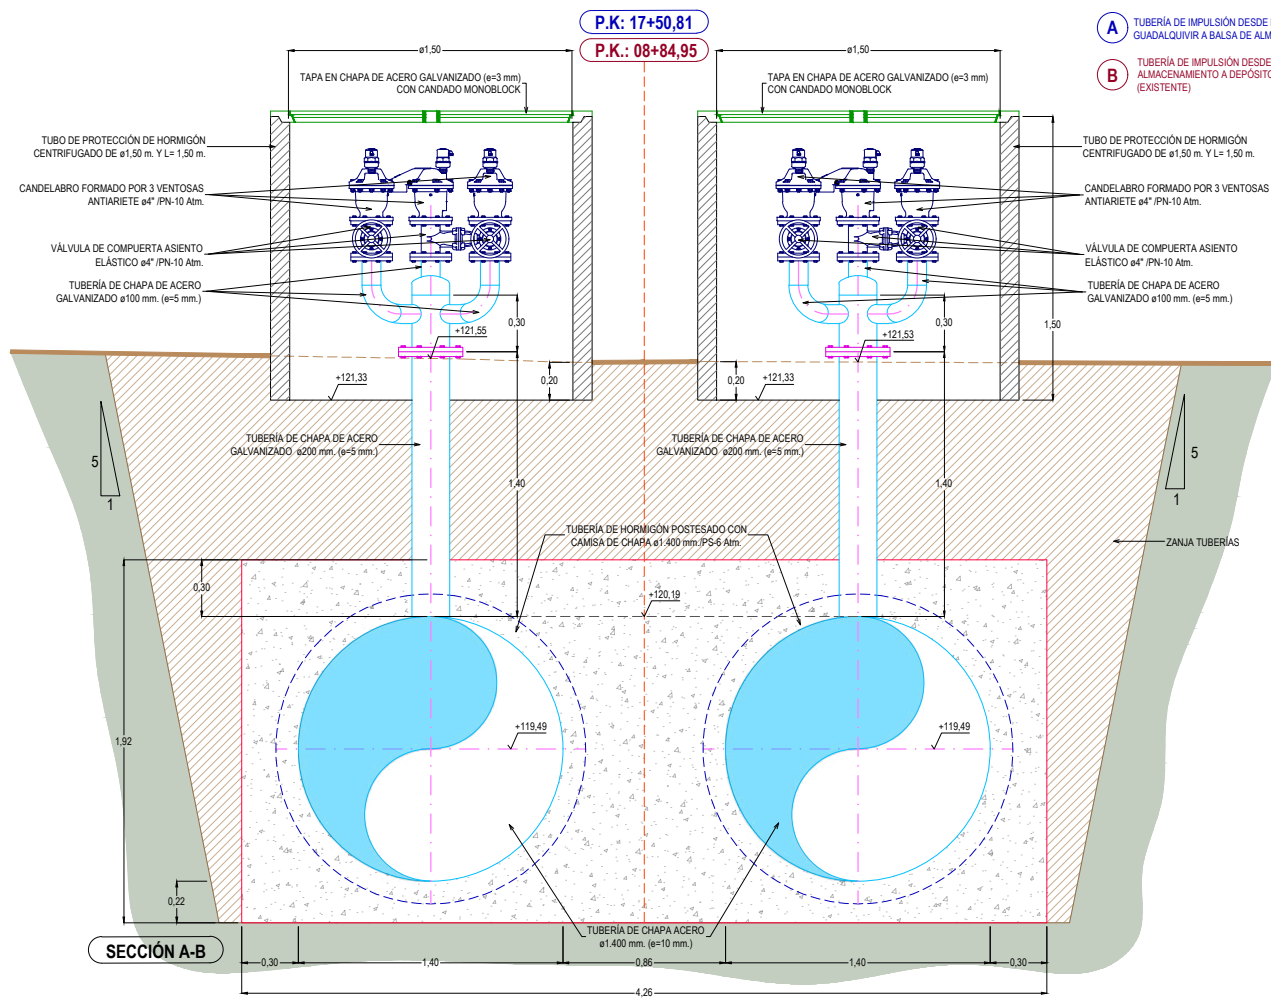 P.K: 17+50,81
P.K.: 08+84,95
A
TUBERÍA DE IMPULSIÓN DESDE
GUADALQUIVIR A BALSA DE ALM
B
TUBERÍA DE IMPULSIÓN DESDE
ALMACENAMIENTO A DEPÓSITO
(EXISTENTE)
ø1,50
ø1,50
TAPA EN CHAPA DE ACERO GALVANIZADO (e=3 mm)
CON CANDADO MONOBLOCK
TAPA EN CHAPA DE ACERO GALVANIZADO (e=3 mm)
CON CANDADO MONOBLOCK
TUBO DE PROTECCIÓN DE HORMIGÓN
CENTRIFUGADO DE ø1,50 m. Y L= 1,50 m.
TUBO DE PROTECCIÓN DE HORMIGÓN
CENTRIFUGADO DE ø1,50 m. Y L= 1,50 m.
CANDELABRO FORMADO POR 3 VENTOSAS
ANTIARIETE ø4" /PN-10 Atm.
CANDELABRO FORMADO POR 3 VENTOSAS
ANTIARIETE ø4" /PN-10 Atm.
VÁLVULA DE COMPUERTA ASIENTO
ELÁSTICO ø4" /PN-10 Atm.
VÁLVULA DE COMPUERTA ASIENTO
ELÁSTICO ø4" /PN-10 Atm.
TUBERÍA DE CHAPA DE ACERO
GALVANIZADO ø100 mm. (e=5 mm.)
TUBERÍA DE CHAPA DE ACERO
GALVANIZADO ø100 mm. (e=5 mm.)
0,30
0,30
1,50
+121,55
+121,53
0,20
0,20
+121,33
+121,33
TUBERÍA DE CHAPA DE ACERO
GALVANIZADO ø200 mm. (e=5 mm.)
TUBERÍA DE CHAPA DE ACERO
GALVANIZADO ø200 mm. (e=5 mm.)
5
1
5
1
1,40
1,40
TUBERÍA DE HORMIGÓN POSTESADO CON
CAMISA DE CHAPA ø1.400 mm./PS-6 Atm.
ZANJA TUBERÍAS
0,30
+120,19
1,92
+119,49
+119,49
0,22
TUBERÍA DE CHAPA ACERO
ø1.400 mm. (e=10 mm.)
SECCIÓN A-B
0,30
1,40
0,86
1,40
0,30
4,26